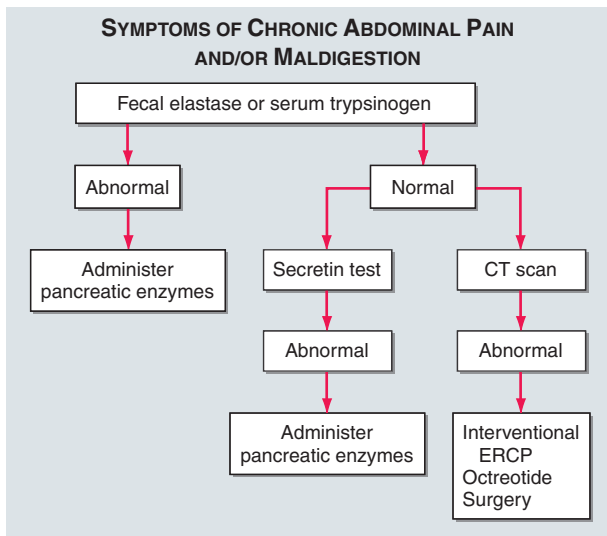 SYMPTOMS OF CHRONIC ABDOMINAL PAIN
AND/OR MALDIGESTION
Fecal elastase or serum trypsinogen
Abnormal
Normal
Administer
pancreatic enzymes
Secretin test
CT scan
Abnormal
Abnormal
Administer
pancreatic enzymes
Interventional
ERCP
Octreotide
Surgery